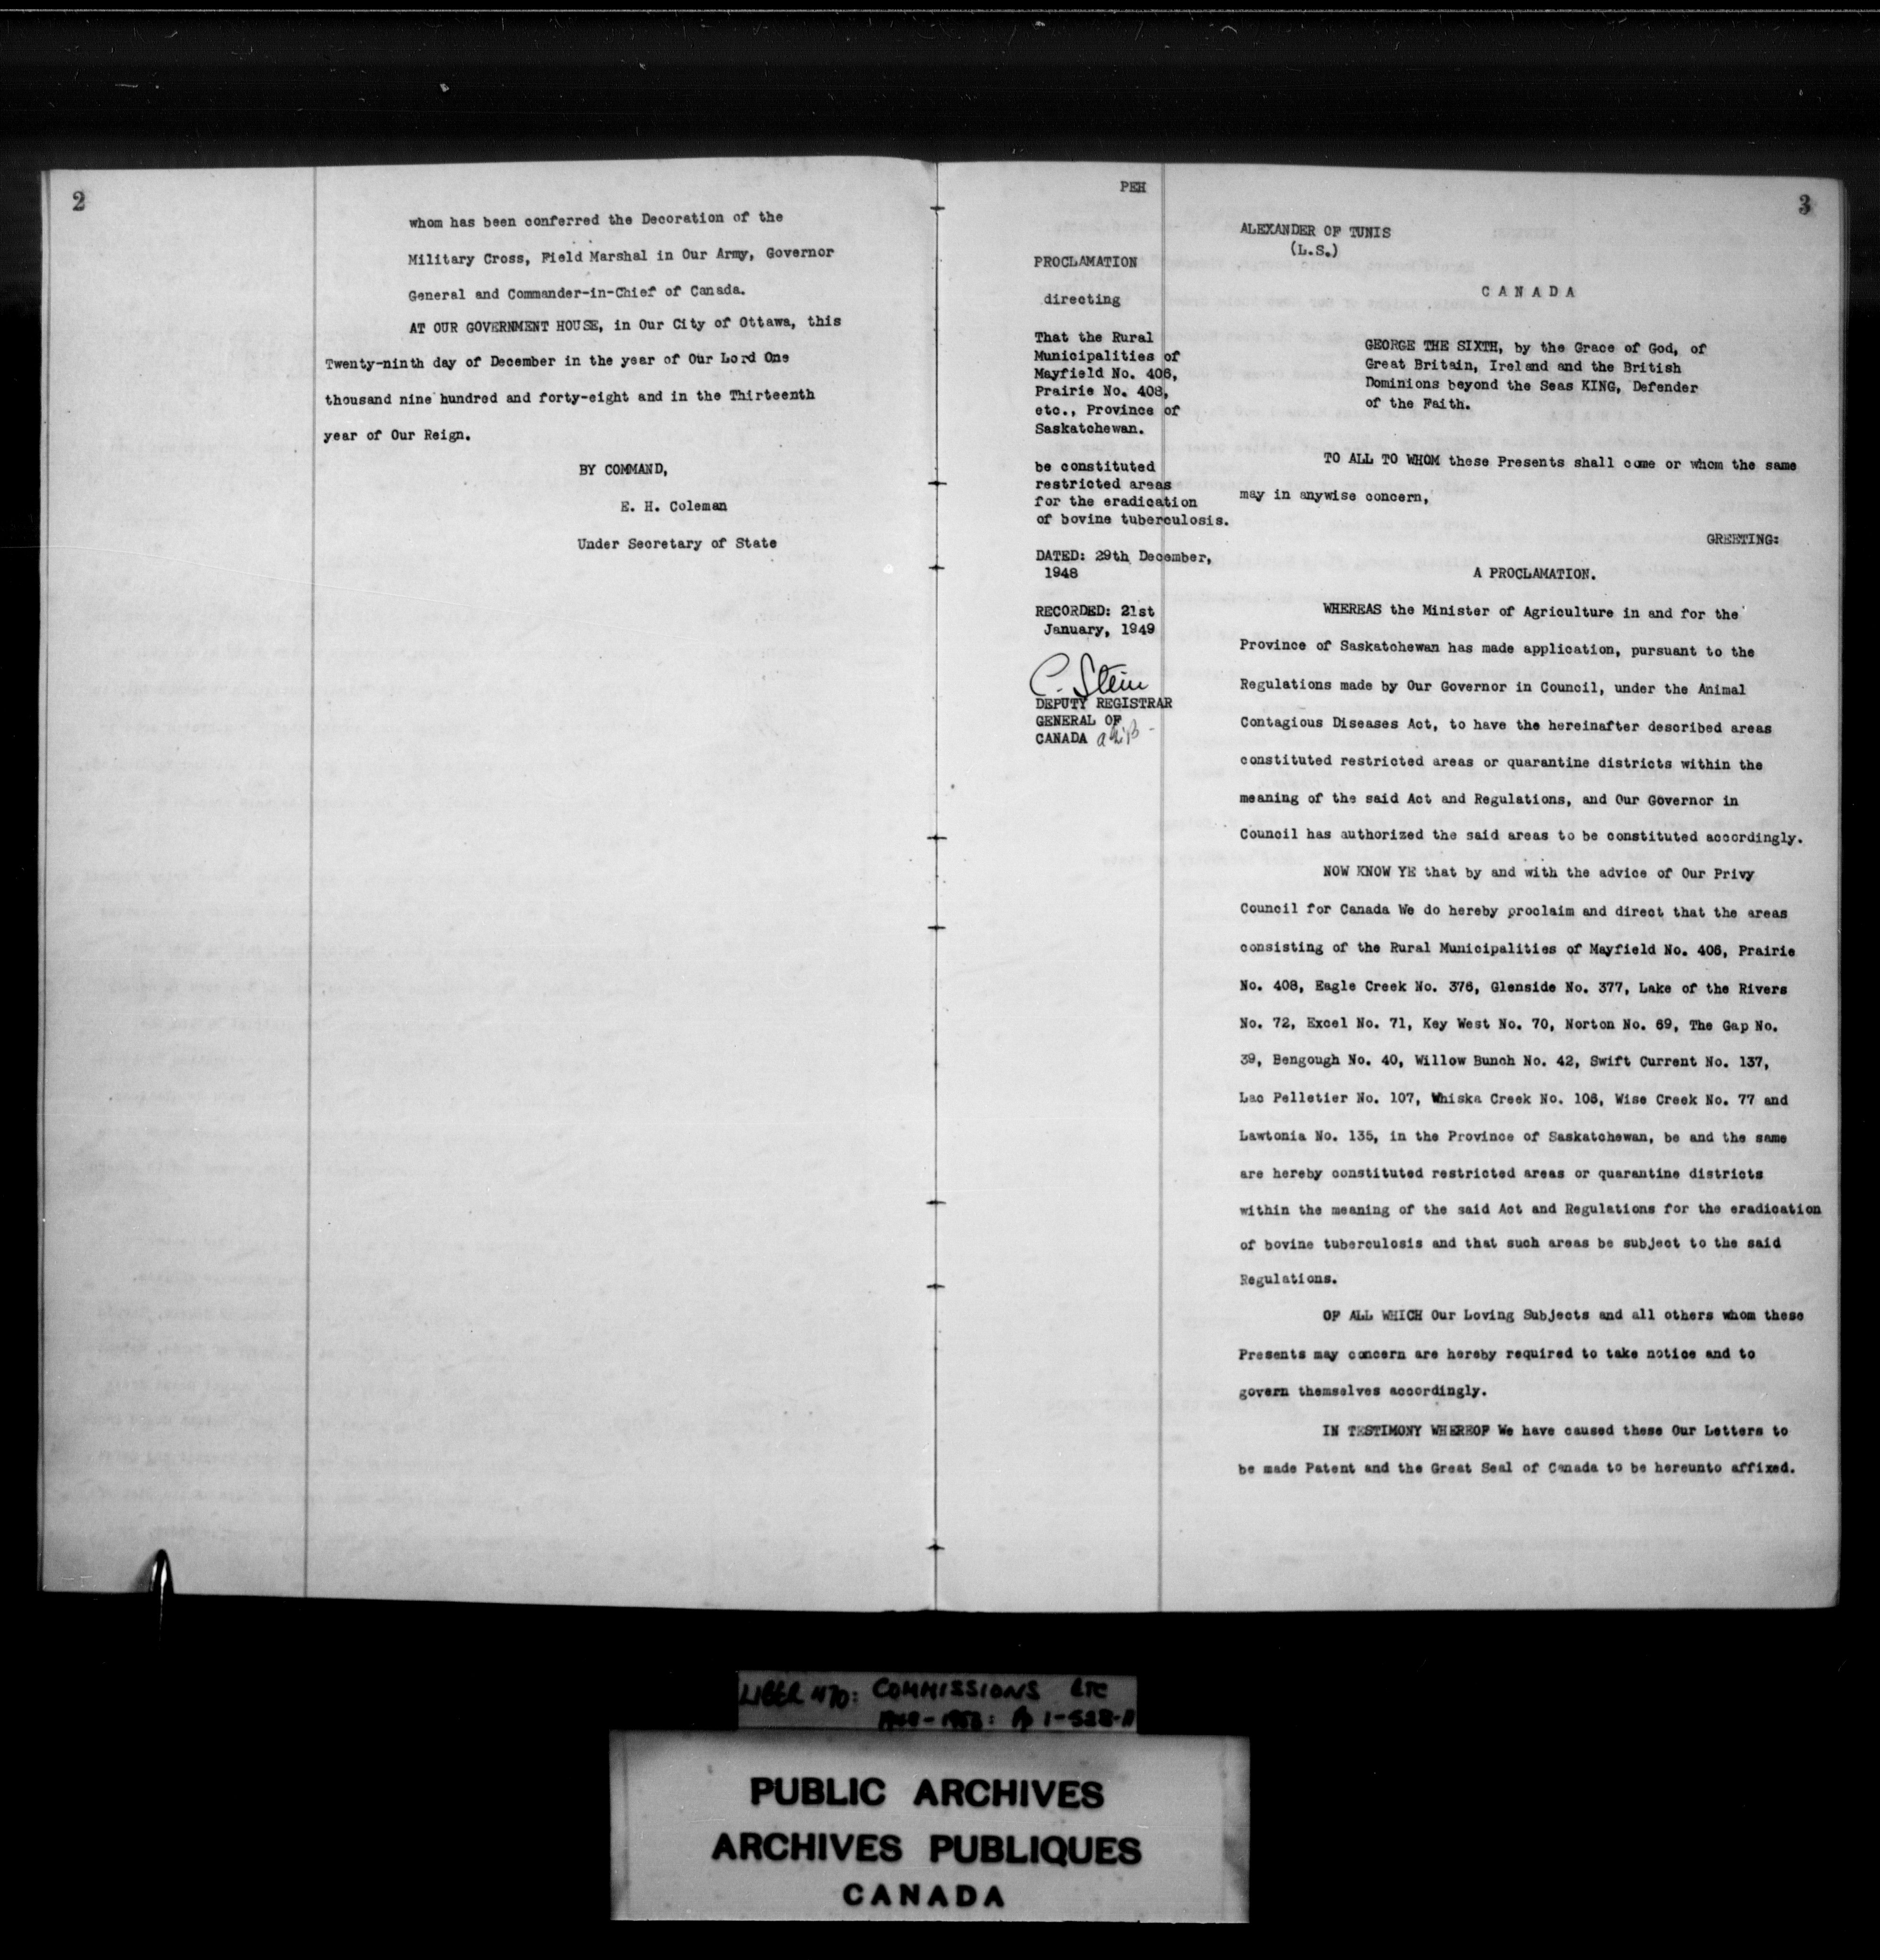 2
whom has been conferred the Decoration of the
Military Cross, Field Marshal in Our Army, Governor
General and Commander-in-Chief of Canada.
AT OUR GOVERNMENT HOUSE, in Our City of Ottawa, this
Twenty-ninth day of December in the year of Our Lord One
thousand nine hundred and forty-eight and in the Thirteenth
year of Our Reign.
BY COMMAND,
E. H. Coleman
Under Secretary of State
PEH
3
PROCLAMATION
directing
That the Rural
Municipalities of
Mayfield No. 406,
Prairie No. 408,
etc., Province of
Saskatchewan.
be constituted
restricted areas
for the eradication
of bovine tuberculosis.
DATED: 29th December,
1948
RECORDED: 21st
January, 1949
C. Stein
DEPUTY REGISTRAR
GENERAL OF
CANADA
ALEXANDER OF TUNIS
(L.S.)
C A N A D A
GEORGE THE SIXTH, by the Grace of God, of
Great Britain, Ireland and the British
Dominions beyond the Seas KING, Defender
of the Faith.
TO ALL TO WHOM these Presents shall come or whom the same
may in anywise concern,
GREETING:
A PROCLAMATION.
WHEREAS the Minister of Agriculture in and for the
Province of Saskatchewan has made application, pursuant to the
Regulations made by Our Governor in Council, under the Animal
Contagious Diseases Act, to have the hereinafter described areas
constituted restricted areas or quarantine districts within the
meaning of the said Act and Regulations, and Our Governor in
Council has authorized the said areas to be constituted accordingly.
NOW KNOW YE that by and with the advice of Our Privy
Council for Canada We do hereby proclaim and direct that the areas
consisting of the Rural Municipalities of Mayfield No. 406, Prairie
No. 408, Eagle Creek No. 376, Glenside No. 377, Lake of the Rivers
No. 72, Excel No. 71, Key West No. 70, Norton No. 69, The Gap No.
39, Bengough No. 40, Willow Bunch No. 42, Swift Current No. 137,
Lac Pelletier No. 107, Whiska Creek No. 106, Wise Creek No. 77 and
Lawtonia No. 135, in the Province of Saskatchewan, be and the same
are hereby constituted restricted areas or quarantine districts
within the meaning of the said Act and Regulations for the eradication
of bovine tuberculosis and that such areas be subject to the said
Regulations.
OF ALL WHICH Our Loving Subjects and all others whom these
Presents may concern are hereby required to take notice and to
govern themselves accordingly.
IN TESTIMONY WHEREOF We have caused these Our Letters to
be made Patent and the Great Seal of Canada to be hereunto affixed.
LIBER 470: COMMISSIONS ETC
PUBLIC ARCHIVES
ARCHIVES PUBLIQUES
CANADA